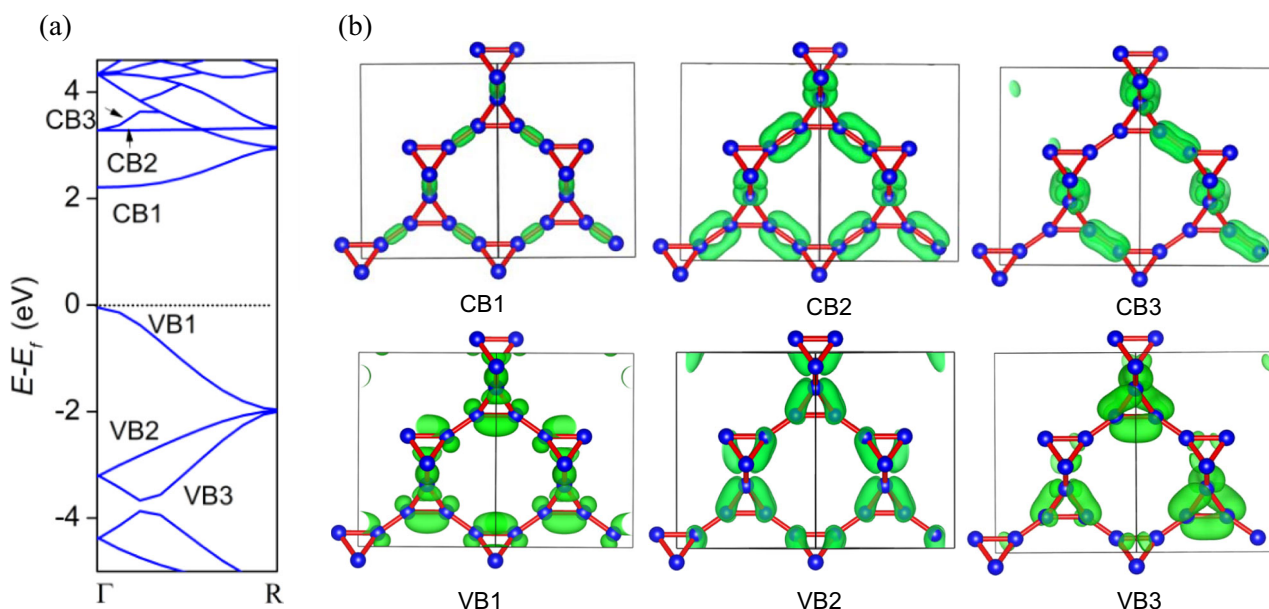 (a)
(b)
E-E_f (eV)
4
2
0
-2
-4
CB3
CB2
CB1
VB1
VB2
VB3
Γ
R
CB1
CB2
CB3
VB1
VB2
VB3